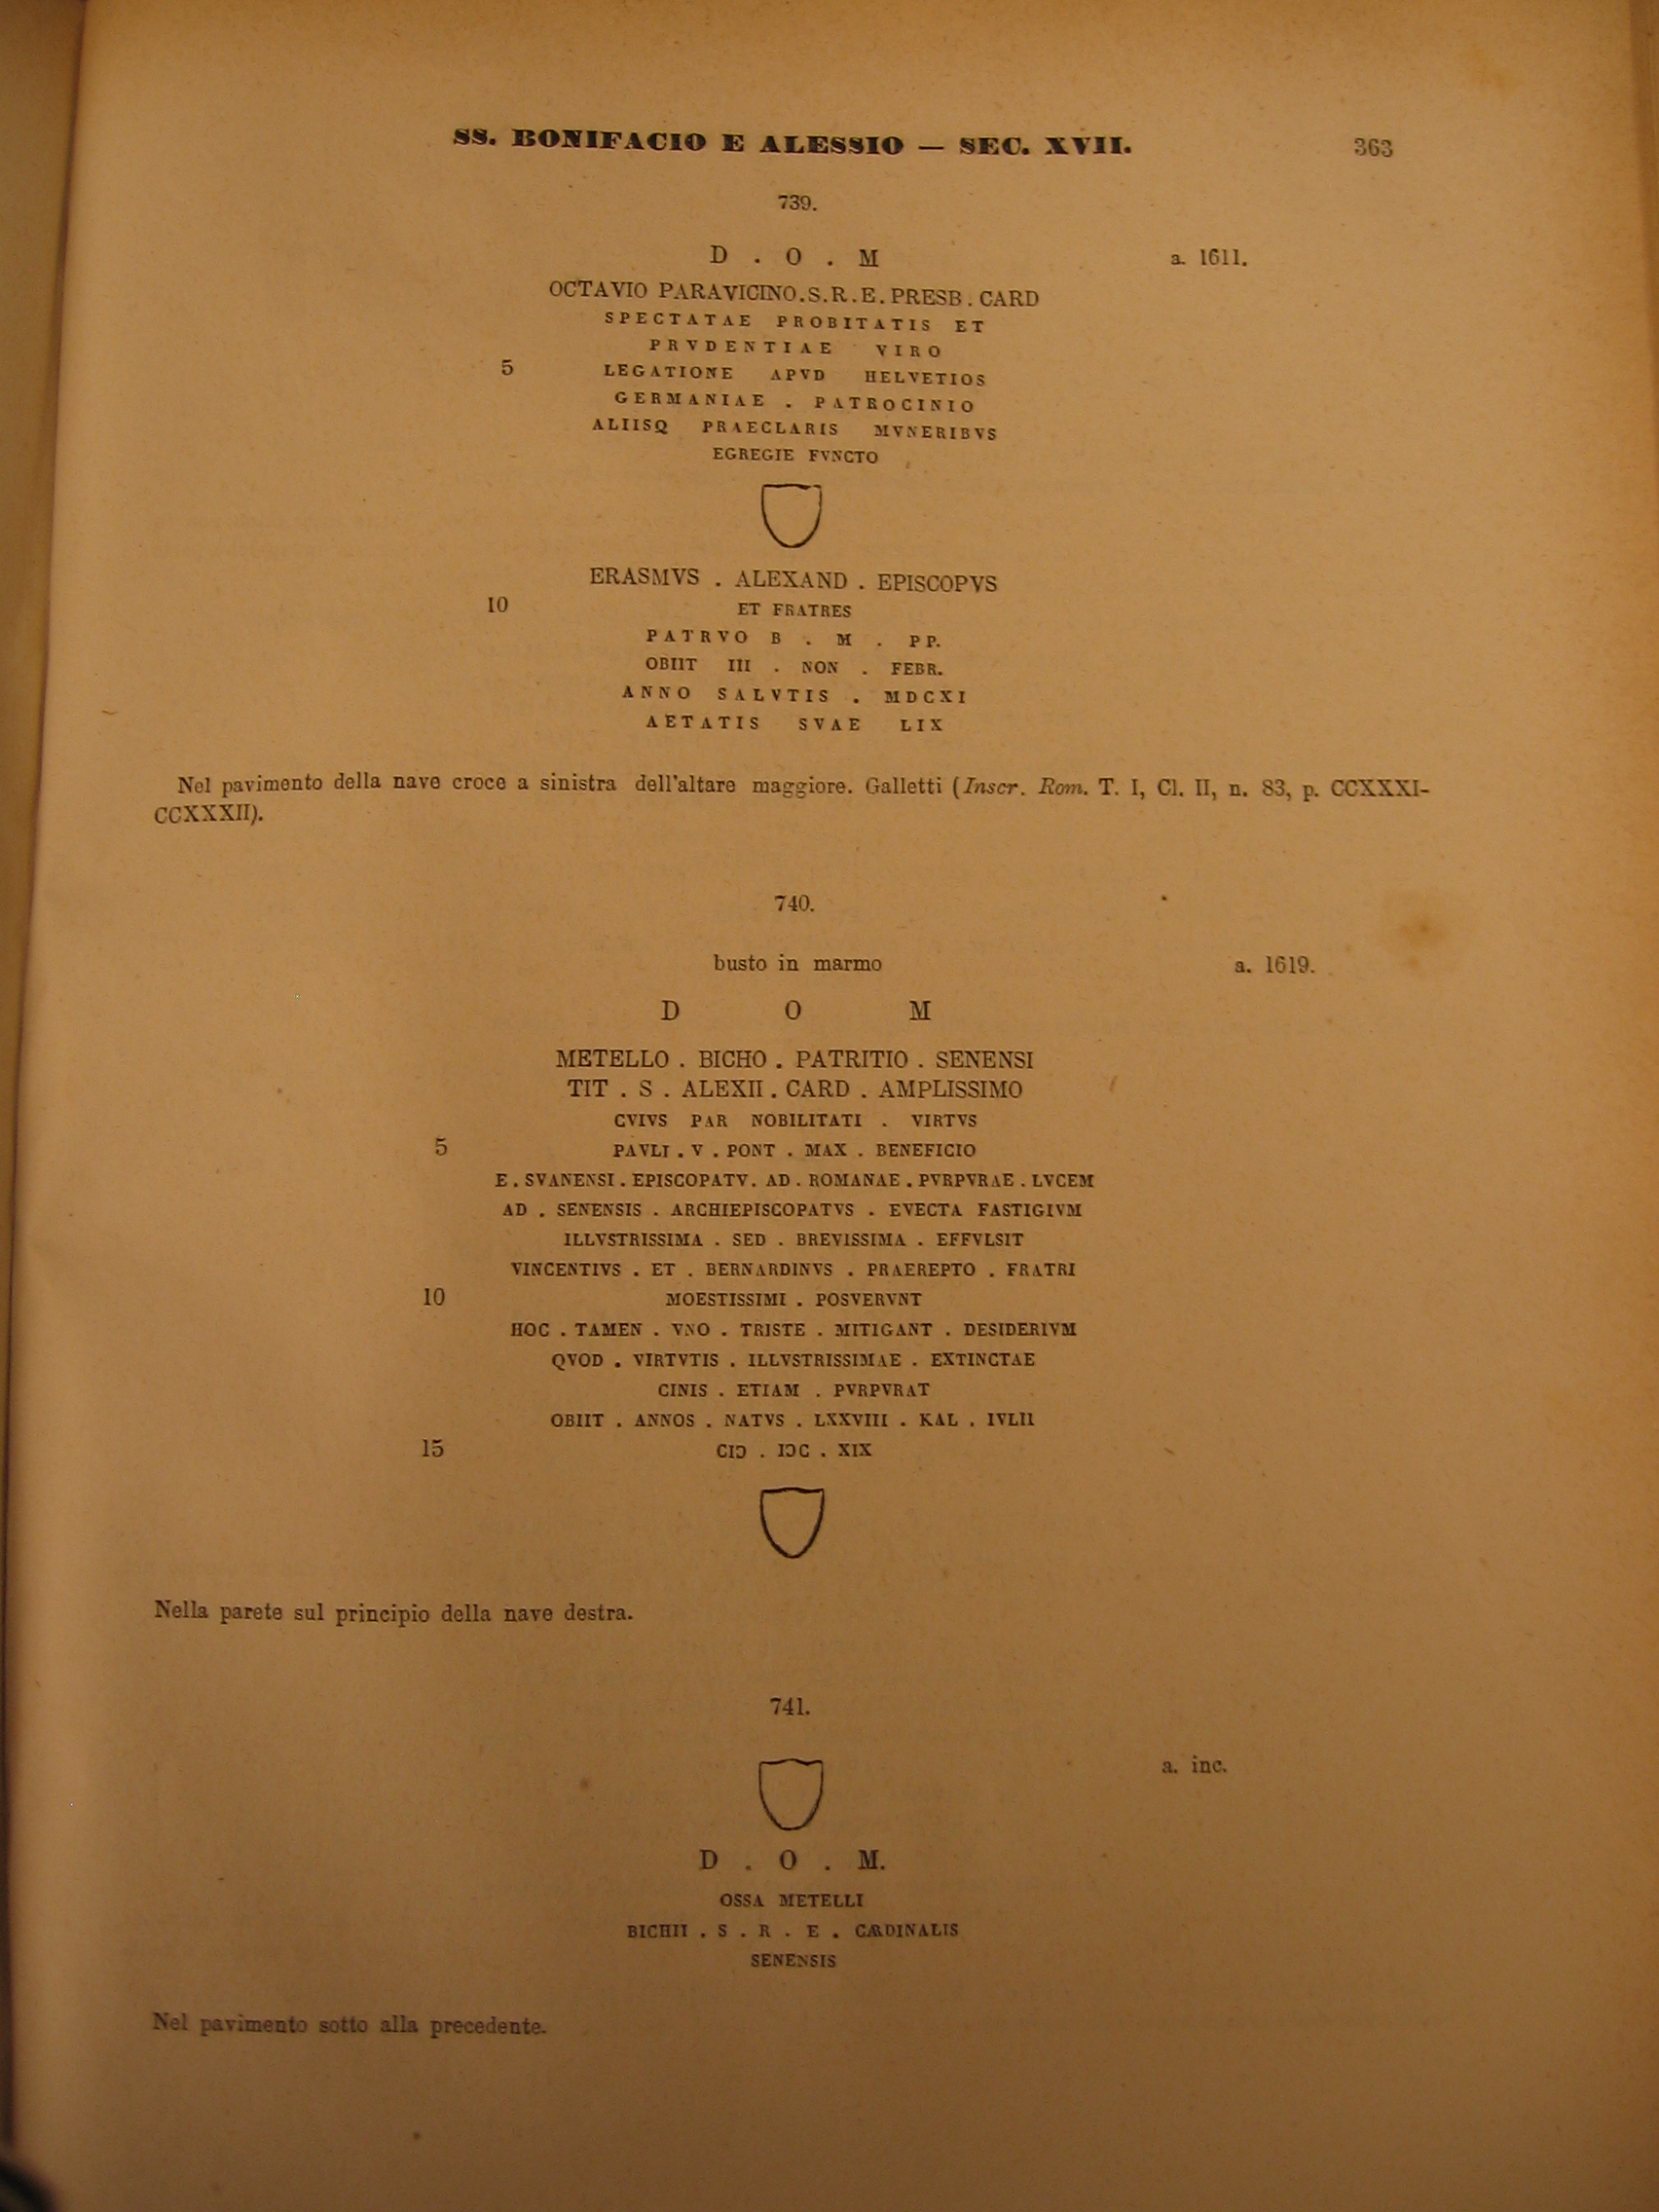 SS. BONIFACIO E ALESSIO — SEC. XVII. 363
739.
D . O . M a. 1611.
OCTAVIO PARAVICINO . S . R . E . PRESB . CARD
SPECTATAE PROBITATIS ET
PRVDENTIAE VIRO
5 LEGATIONE APVD HELVETIOS
GERMANIAE . PATROCINIO
ALIISQ PRAECLARIS MVNERIBVS
EGREGIE FVNCTO
ERASMVS . ALEXAND . EPISCOPVS
10 ET FRATRES
PATRVO B . M . PP.
OBIIT III . NON . FEBR.
ANNO SALVTIS . MDCXI
AETATIS SVAE LIX
Nel pavimento della nave croce a sinistra dell'altare maggiore. Galletti (Inscr. Rom. T. I, Cl. II, n. 83, p. CCXXXI-
CCXXXII).
740.
busto in marmo a. 1619.
D O M
METELLO . BICHO . PATRITIO . SENENSI
TIT . S . ALEXII . CARD . AMPLISSIMO
CVIVS PAR NOBILITATI . VIRTVS
5 PAVLI . V . PONT . MAX . BENEFICIO
E . SVANENSI . EPISCOPATV . AD . ROMANAE . PVRPVRAE . LVCEM
AD . SENENSIS . ARCHIEPISCOPATVS . EVECTA FASTIGIVM
ILLVSTRISSIMA . SED . BREVISSIMA . EFFVLSIT
VINCENTIVS . ET . BERNARDINVS . PRAEREPTO . FRATRI
10 MOESTISSIMI . POSVERVNT
HOC . TAMEN . VNO . TRISTE . MITIGANT . DESIDERIVM
QVOD . VIRTVTIS . ILLVSTRISSIMAE . EXTINCTAE
CINIS . ETIAM . PVRPVRAT
OBIIT . ANNOS . NATVS . LXXVIII . KAL . IVLII
15 CIↃ . IↃC . XIX
Nella parete sul principio della nave destra.
741.
a. inc.
D . O . M.
OSSA METELLI
BICHII . S . R . E . CARDINALIS
SENENSIS
Nel pavimento sotto alla precedente.